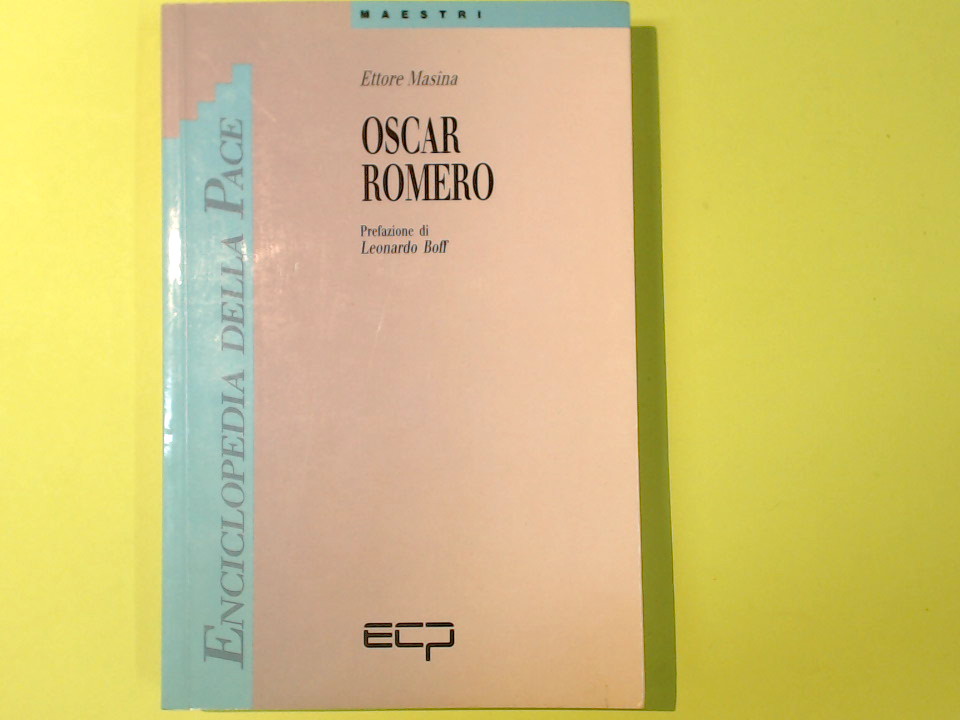 MAESTRI
Ettore Masina
OSCAR
ROMERO
Prefazione di
Leonardo Boff
ENCICLOPEDIA DELLA PACE
ECP